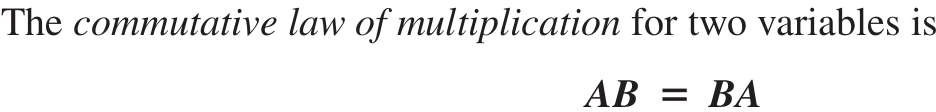 The commutative law of multiplication for two variables is
AB = BA